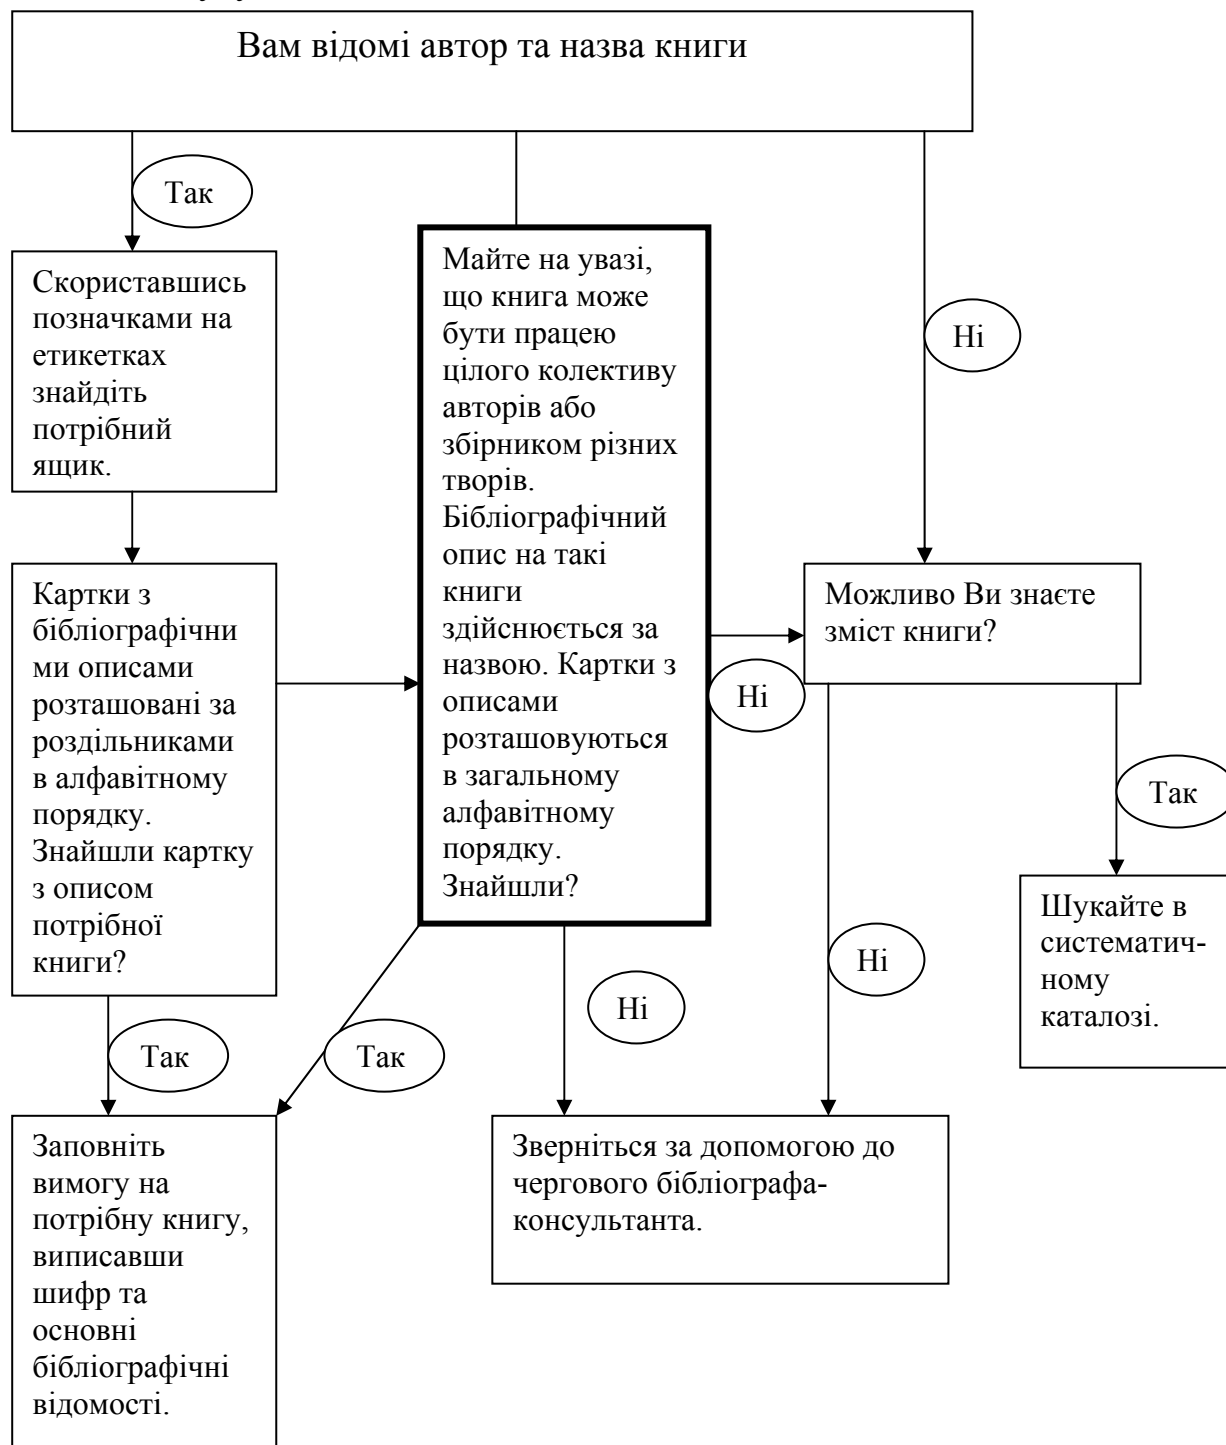 Вам відомі автор та назва книги
Так
Скориставшись
позначками на
етикетках
знайдіть
потрібний
ящик.
Майте на увазі,
що книга може
бути працею
цілого колективу
авторів або
збірником різних
творів.
Бібліографічний
опис на такі
книги
здійснюється за
назвою. Картки з
описами
розташовуються
в загальному
алфавітному
порядку.
Знайшли?
Ні
Картки з
бібліографічни
ми описами
розташовані за
роздільниками
в алфавітному
порядку.
Знайшли картку
з описом
потрібної
книги?
Можливо Ви знаєте
зміст книги?
Ні
Так
Шукайте в
систематич-
ному
каталозі.
Ні
Ні
Так
Так
Заповніть
вимогу на
потрібну книгу,
виписавши
шифр та
основні
бібліографічні
відомості.
Зверніться за допомогою до
чергового бібліографа-
консультанта.